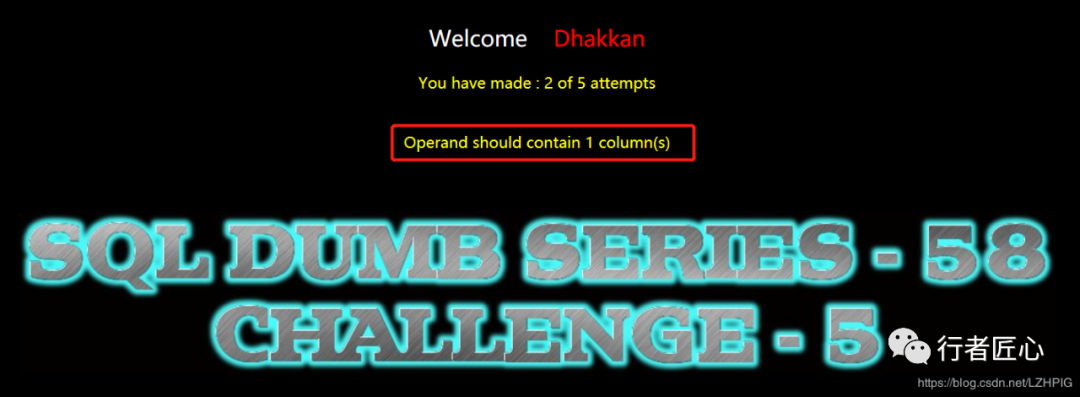 Welcome Dhakkan
You have made : 2 of 5 attempts
Operand should contain 1 column(s)
SQL DUMB SERIES - 58
CHALLENGE - 5
行者匠心
https://blog.csdn.net/LZHPIG